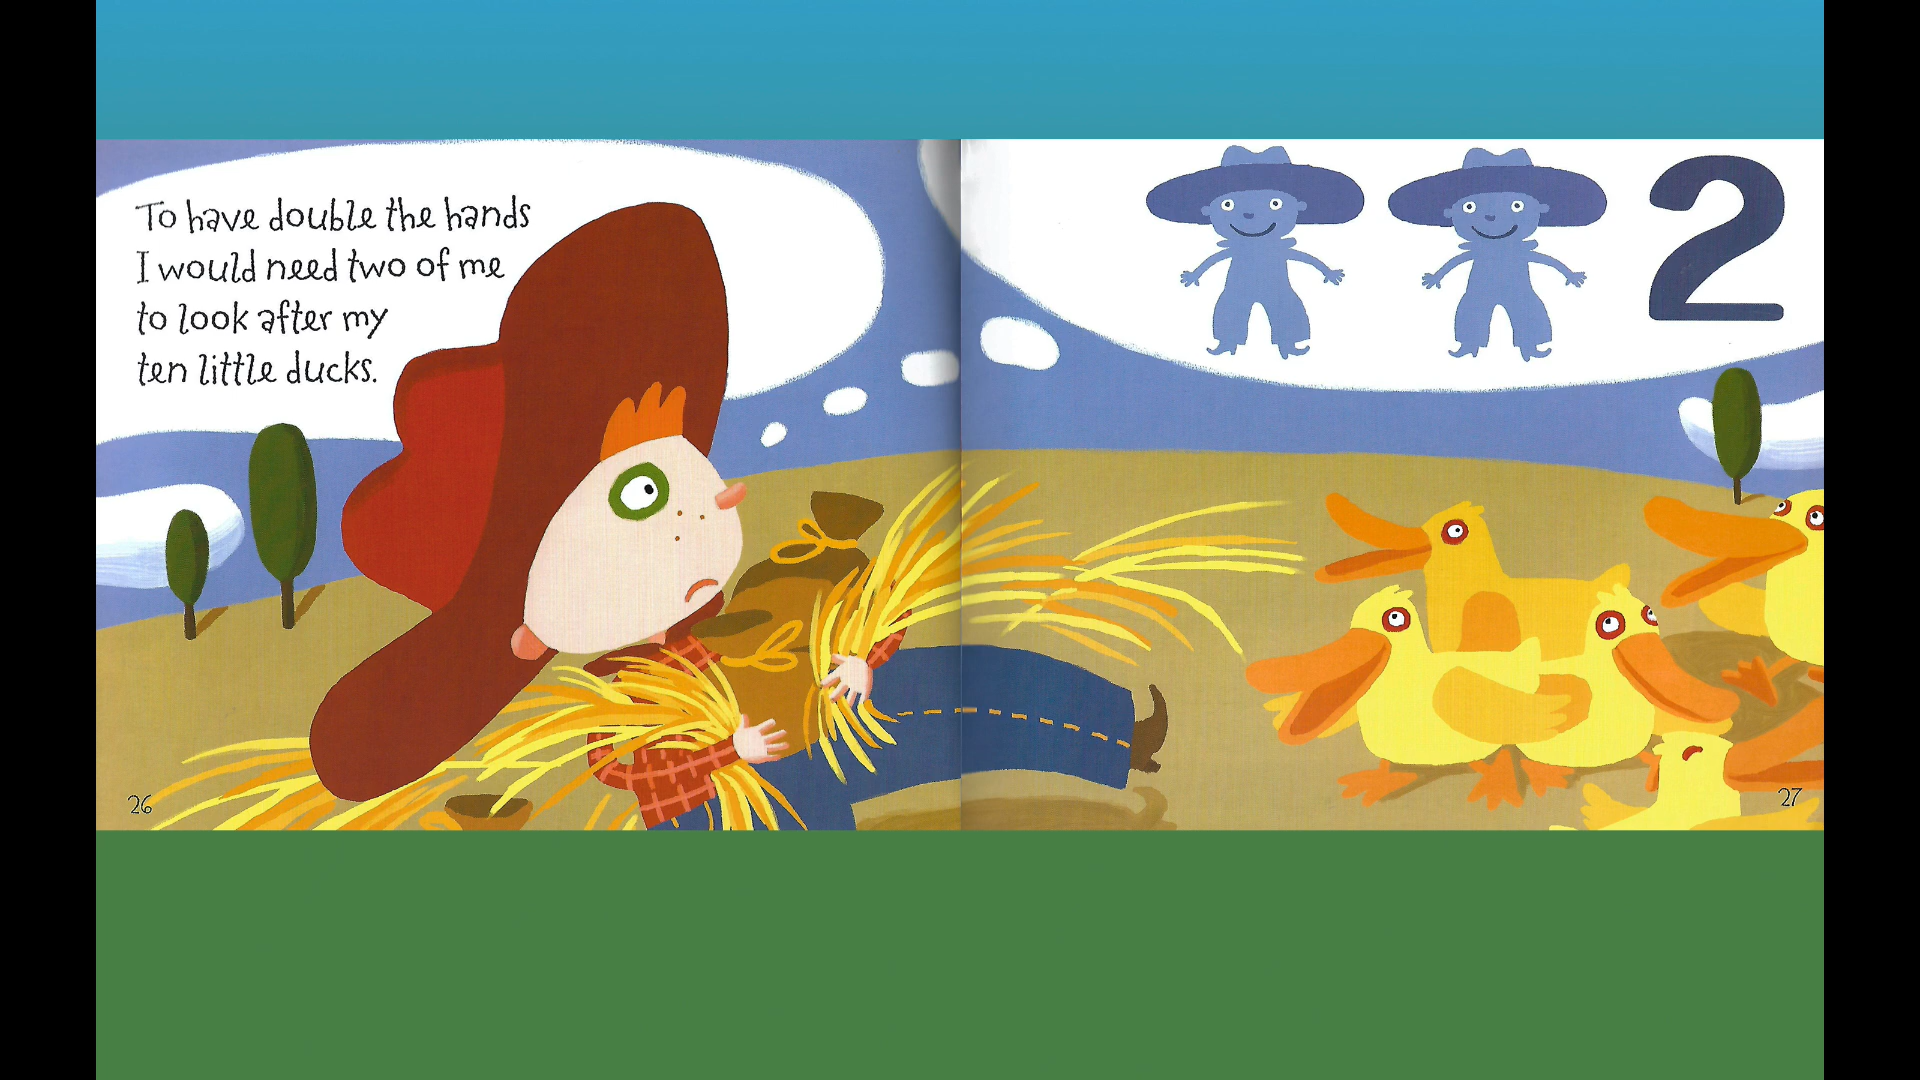 To have double the hands
I would need two of me
to look after my
ten little ducks.
2
26
27